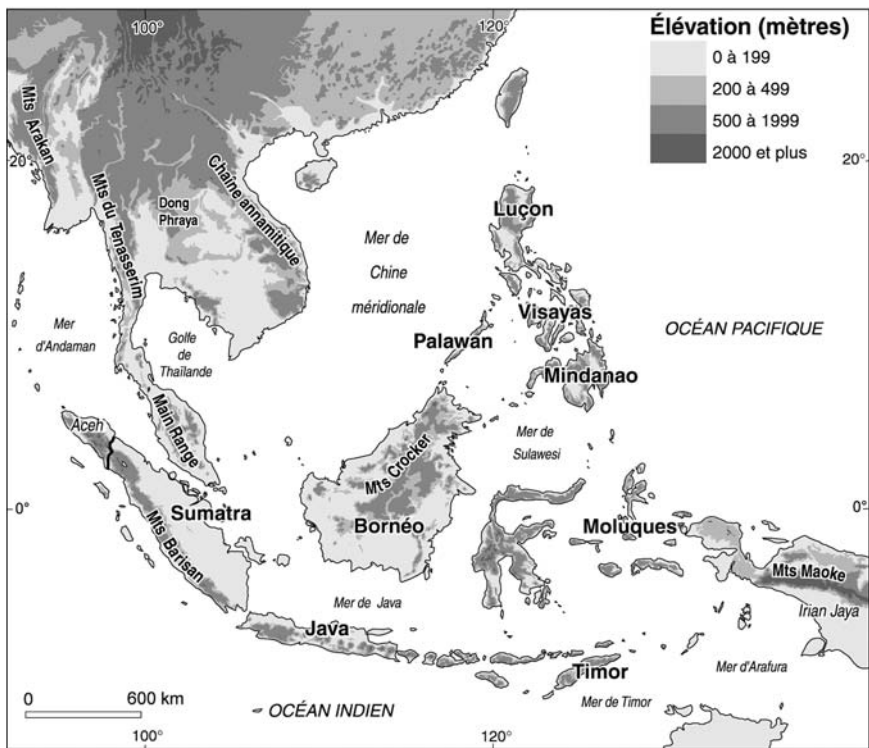 100°
120°
Élévation (mètres)
0 à 199
200 à 499
500 à 1999
2000 et plus
Mts Arakan
20°
20°
Mts du Tenasserim
Dong
Phraya
Chaîne annamitique
Luçon
Mer de
Chine
méridionale
Mer
d'Andaman
Golfe
de
Thaïlande
Visayas
OCÉAN PACIFIQUE
Palawan
Mindanao
Main Range
Aceh
Mer de
Sulawesi
Mts Crocker
0°
0°
Sumatra
Bornéo
Moluques
Mts Barisan
Mts Maoke
Mer de Java
Irian Jaya
Java
Timor
Mer d'Arafura
0
600 km
OCÉAN INDIEN
Mer de Timor
100°
120°